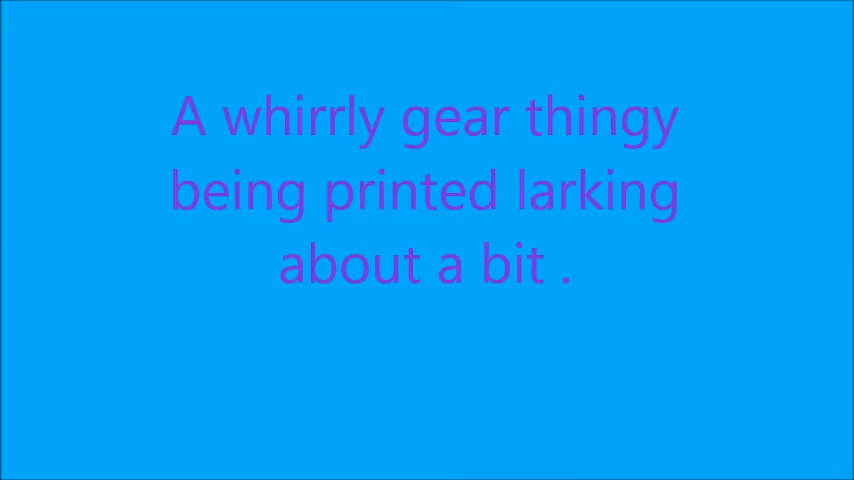 A whirrly gear thingy
being printed larking
about a bit .